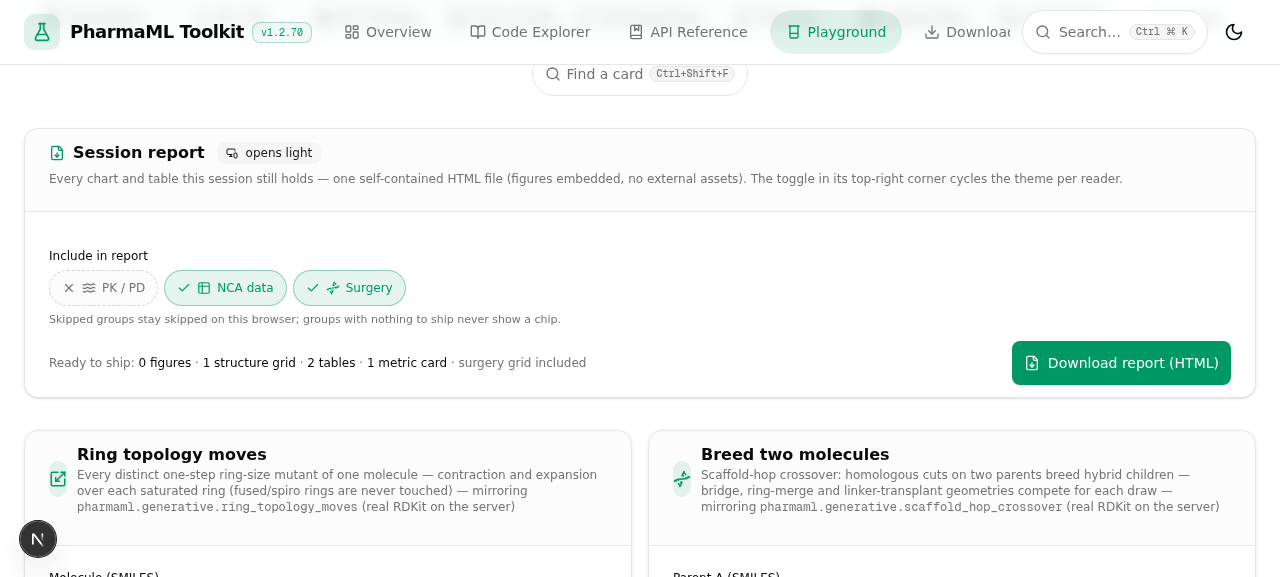 PharmaML Toolkit v1.2.70 Overview Code Explorer API Reference Playground Downloa Search… Ctrl ⌘ K
Find a card Ctrl+Shift+F
Session report opens light
Every chart and table this session still holds — one self-contained HTML file (figures embedded, no external assets). The toggle in its top-right corner cycles the theme per reader.
Include in report
PK / PD NCA data Surgery
Skipped groups stay skipped on this browser; groups with nothing to ship never show a chip.
Ready to ship: 0 figures · 1 structure grid · 2 tables · 1 metric card · surgery grid included
Download report (HTML)
Ring topology moves
Every distinct one-step ring-size mutant of one molecule — contraction and expansion
over each saturated ring (fused/spiro rings are never touched) — mirroring
pharmaml.generative.ring_topology_moves (real RDKit on the server)
Molecule (SMILES)
Breed two molecules
Scaffold-hop crossover: homologous cuts on two parents breed hybrid children —
bridge, ring-merge and linker-transplant geometries compete for each draw —
mirroring pharmaml.generative.scaffold_hop_crossover (real RDKit on the server)
Parent A (SMILES)